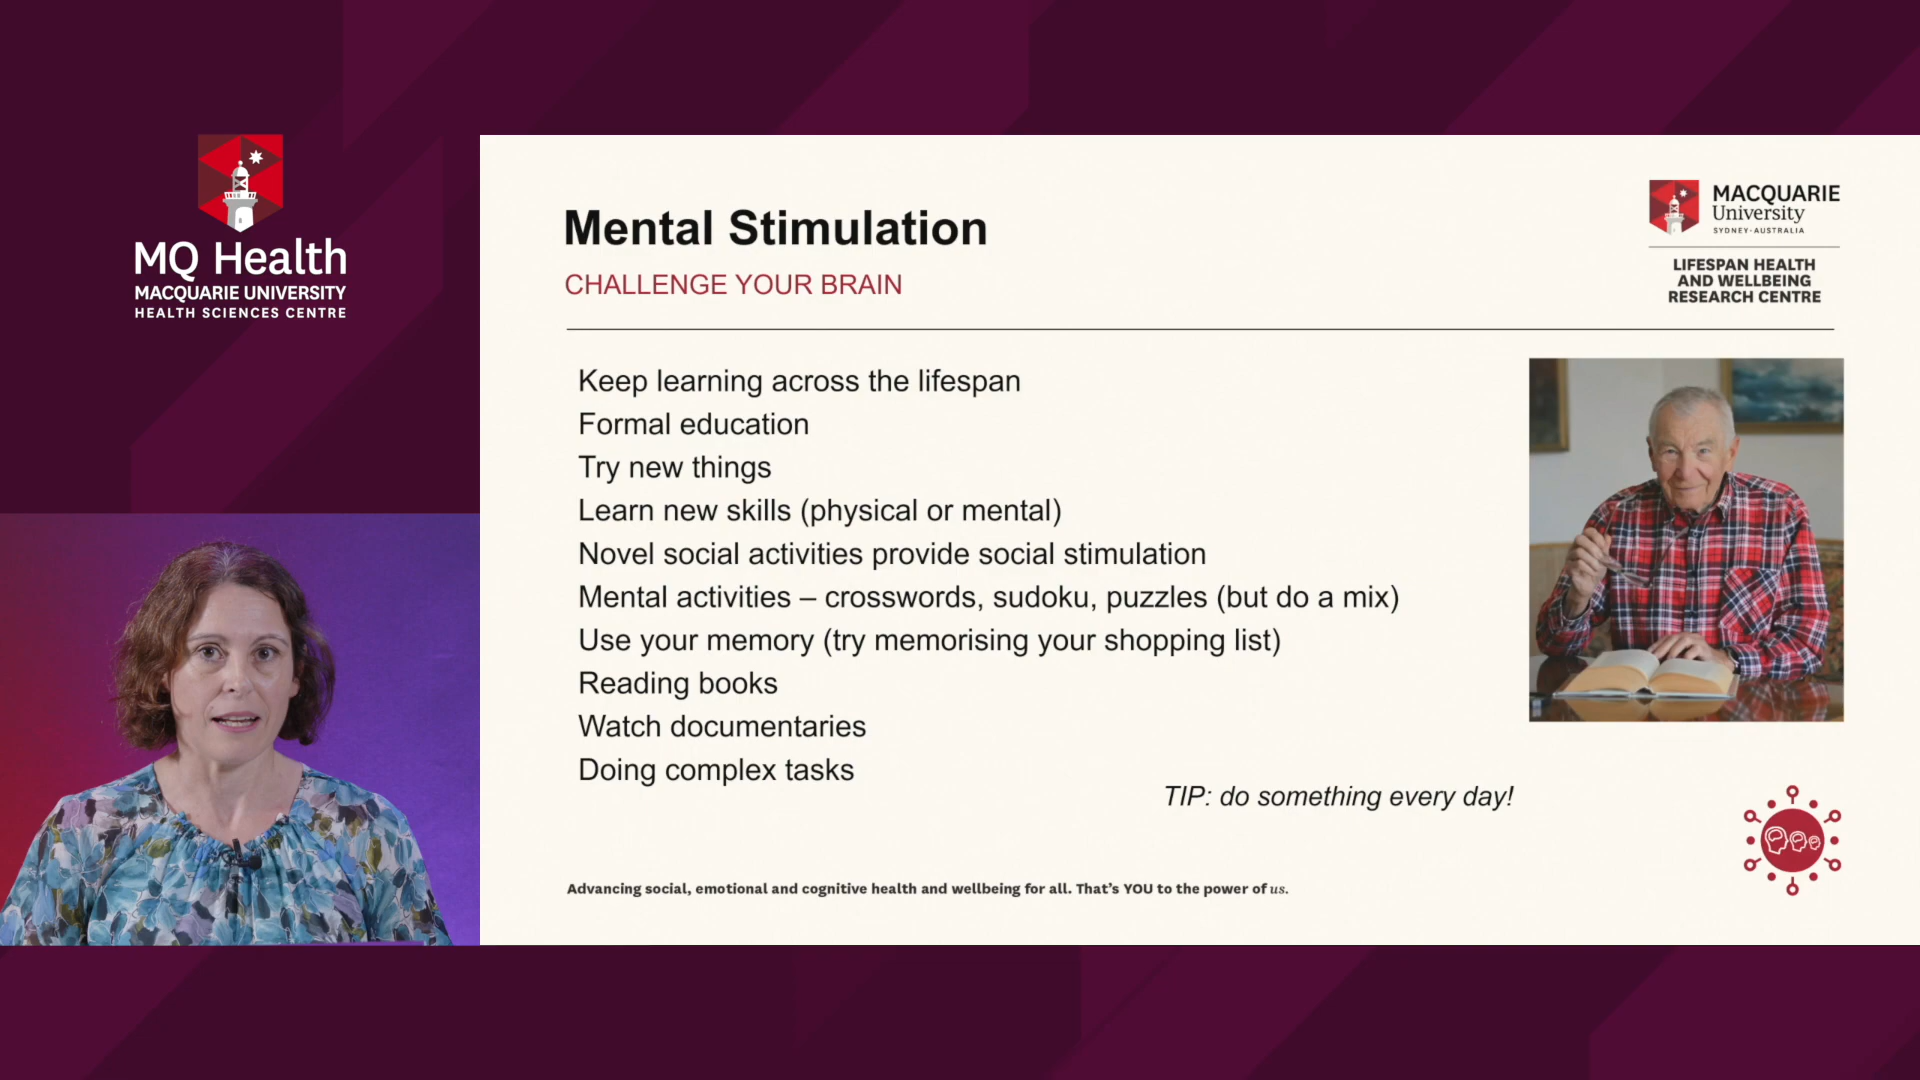 MQ Health
MACQUARIE UNIVERSITY
HEALTH SCIENCES CENTRE
Mental Stimulation
CHALLENGE YOUR BRAIN
MACQUARIE
University
SYDNEY·AUSTRALIA
LIFESPAN HEALTH
AND WELLBEING
RESEARCH CENTRE
Keep learning across the lifespan
Formal education
Try new things
Learn new skills (physical or mental)
Novel social activities provide social stimulation
Mental activities – crosswords, sudoku, puzzles (but do a mix)
Use your memory (try memorising your shopping list)
Reading books
Watch documentaries
Doing complex tasks
TIP: do something every day!
Advancing social, emotional and cognitive health and wellbeing for all. That's YOU to the power of us.